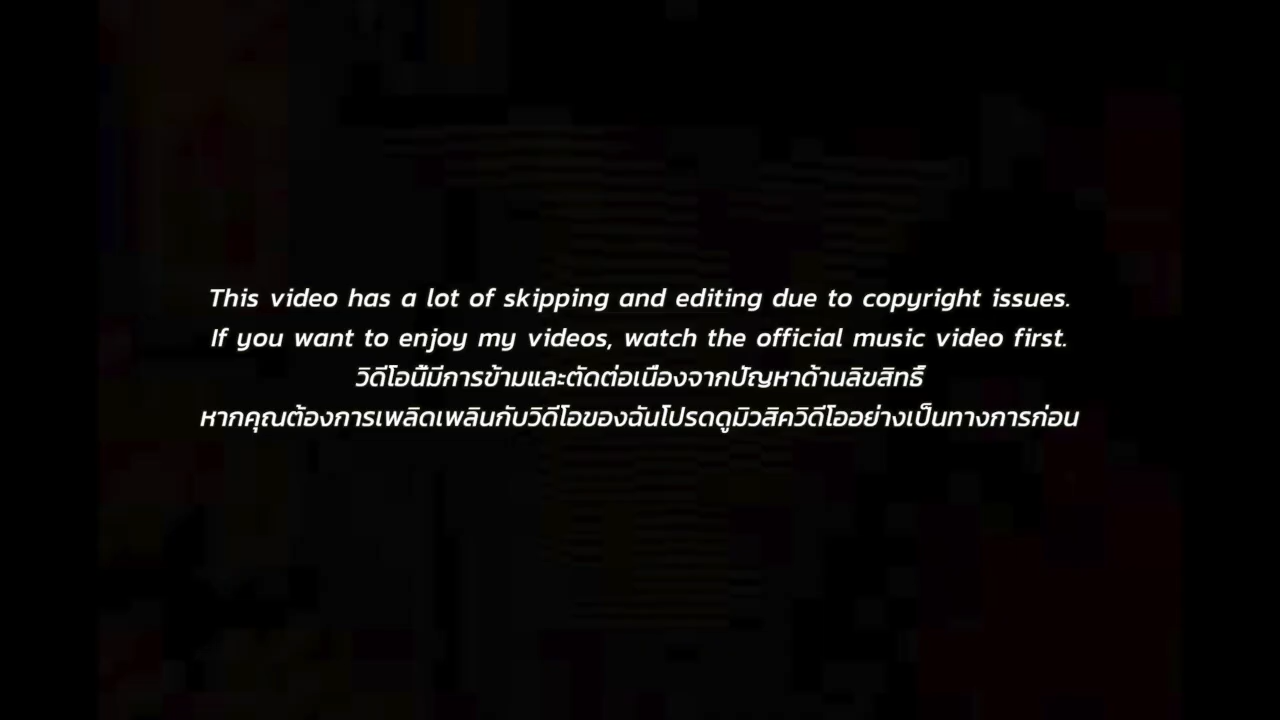 This video has a lot of skipping and editing due to copyright issues.
If you want to enjoy my videos, watch the official music video first.
วิดีโอนี้มีการข้ามและตัดต่อเนื่องจากปัญหาด้านลิขสิทธิ์
หากคุณต้องการเพลิดเพลินกับวิดีโอของฉันโปรดดูมิวสิควิดีโออย่างเป็นทางการก่อน